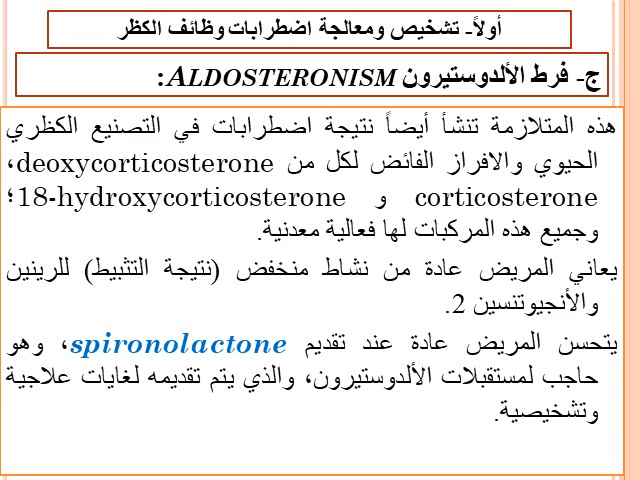 أولاً- تشخيص ومعالجة اضطرابات وظائف الكظر
ج- فرط الألدوستيرون ALDOSTERONISM:
هذه المتلازمة تنشأ أيضاً نتيجة اضطرابات في التصنيع الكظري
الحيوي والافراز الفائض لكل من deoxycorticosterone،
corticosterone و 18-hydroxycorticosterone؛
وجميع هذه المركبات لها فعالية معدنية.
يعاني المريض عادة من نشاط منخفض (نتيجة التثبيط) للرينين
والأنجيوتنسين 2.
يتحسن المريض عادة عند تقديم spironolactone، وهو
حاجب لمستقبلات الألدوستيرون، والذي يتم تقديمه لغايات علاجية
وتشخيصية.